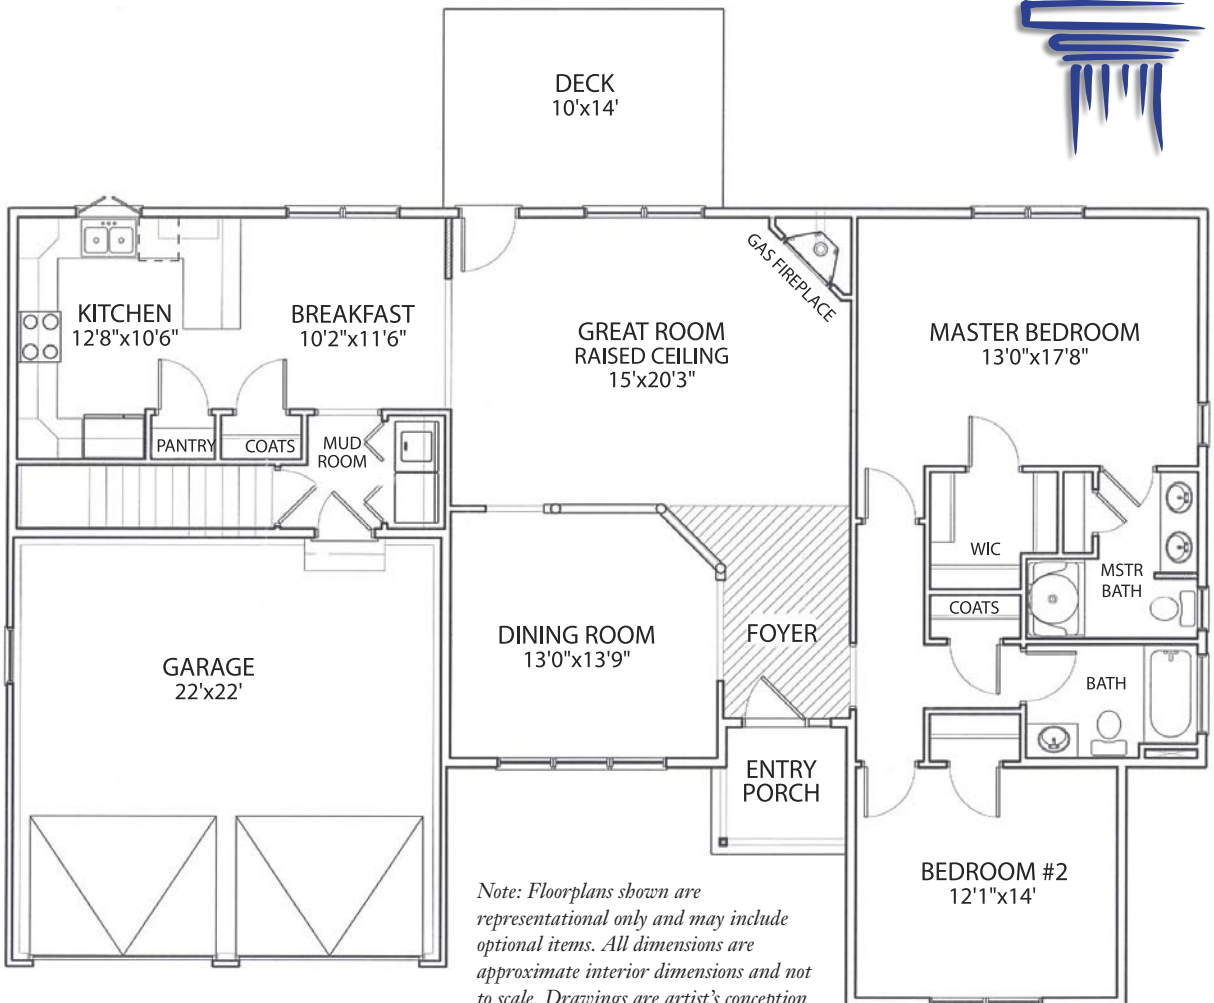 DECK
10'x14'
GAS FIREPLACE
KITCHEN
12'8"x10'6"
BREAKFAST
10'2"x11'6"
GREAT ROOM
RAISED CEILING
15'x20'3"
MASTER BEDROOM
13'0"x17'8"
PANTRY
COATS
MUD
ROOM
WIC
MSTR
BATH
COATS
DINING ROOM
13'0"x13'9"
FOYER
GARAGE
22'x22'
BATH
ENTRY
PORCH
BEDROOM #2
12'1"x14'
Note: Floorplans shown are
representational only and may include
optional items. All dimensions are
approximate interior dimensions and not
to scale. Drawings are artist's conception